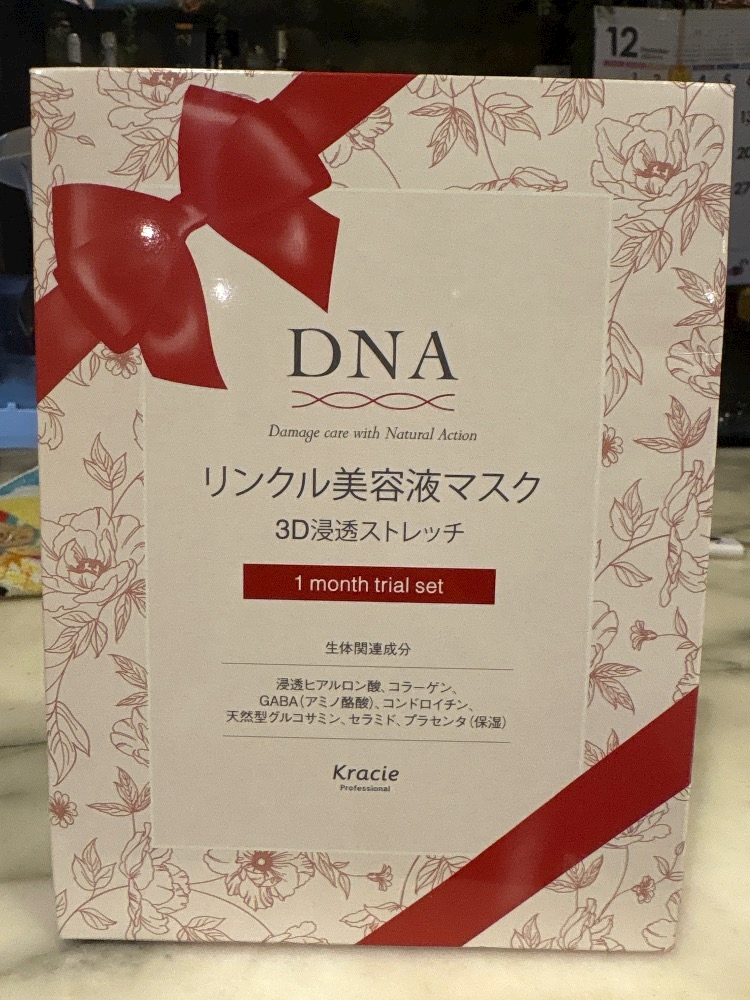 12
DNA
Damage care with Natural Action
リンクル美容液マスク
3D浸透ストレッチ
1 month trial set
生体関連成分
浸透ヒアルロン酸、コラーゲン、
GABA(アミノ酪酸)、コンドロイチン、
天然型グルコサミン、セラミド、プラセンタ(保湿)
Kracie
Professional